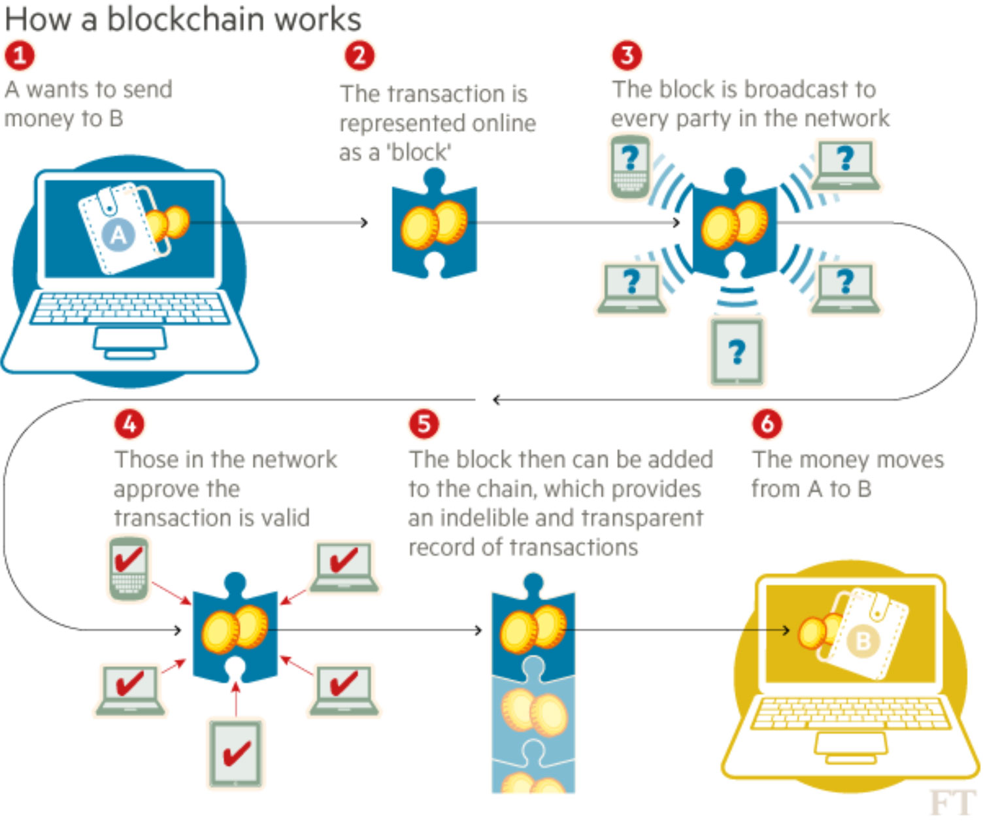 How a blockchain works
1
A wants to send
money to B
2
The transaction is
represented online
as a 'block'
3
The block is broadcast to
every party in the network
?
?
?
?
?
A
4
Those in the network
approve the
transaction is valid
5
The block then can be added
to the chain, which provides
an indelible and transparent
record of transactions
6
The money moves
from A to B
B
FT